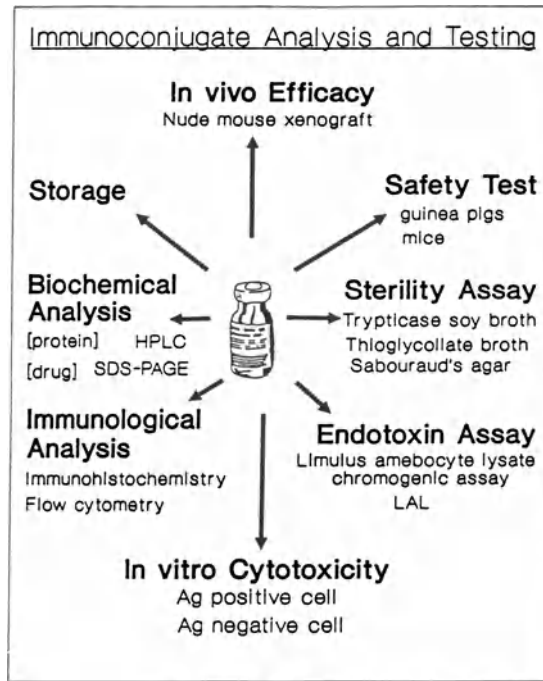 Immunoconjugate Analysis and Testing
In vivo Efficacy
Nude mouse xenograft
Storage
Safety Test
guinea pigs
mice
Biochemical
Analysis
[protein] HPLC
[drug] SDS-PAGE
Sterility Assay
Trypticase soy broth
Thioglycollate broth
Sabouraud's agar
Immunological
Analysis
Immunohistochemistry
Flow cytometry
Endotoxin Assay
Limulus amebocyte lysate
chromogenic assay
LAL
In vitro Cytotoxicity
Ag positive cell
Ag negative cell